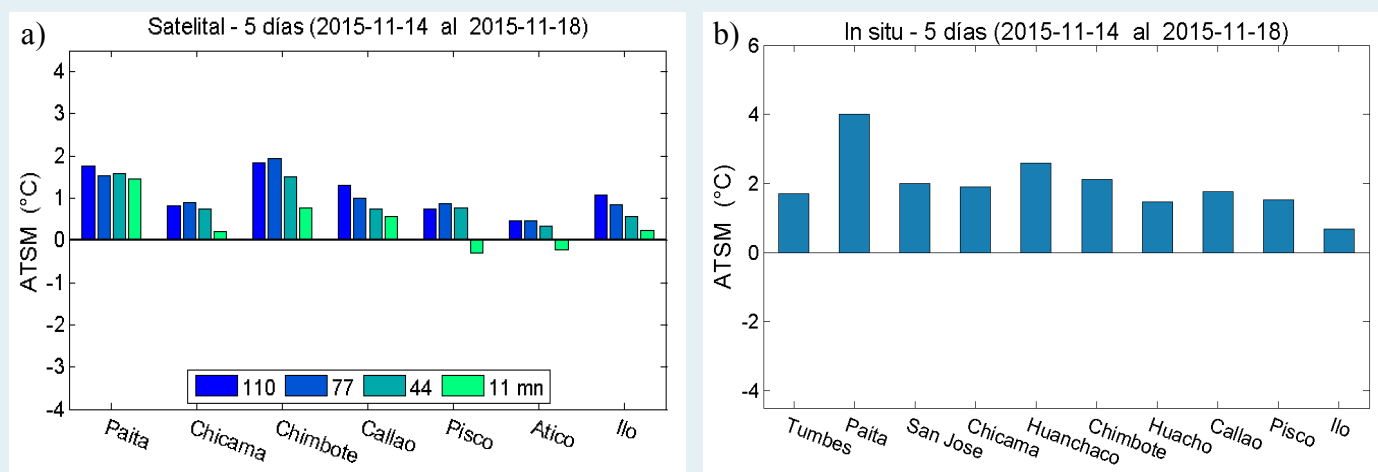 a)
Satelital - 5 días (2015-11-14 al 2015-11-18)
ATSM (°C)
4
3
2
1
0
-1
-2
-3
-4
110 77 44 11 mn
Paita Chicama Chimbote Callao Pisco Atico Ilo
b)
In situ - 5 días (2015-11-14 al 2015-11-18)
ATSM (°C)
6
4
2
0
-2
-4
Tumbes Paita San Jose Chicama Huanchaco Chimbote Huacho Callao Pisco Ilo